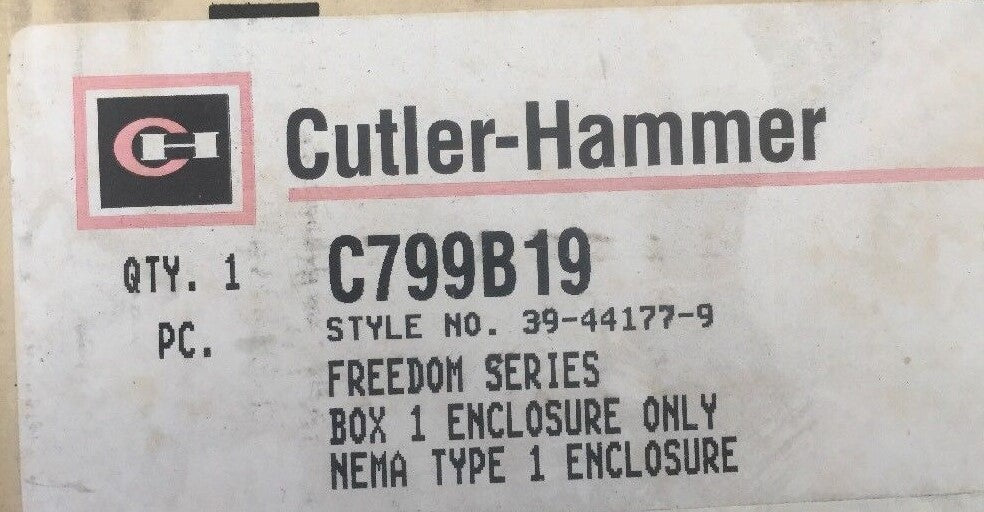 CH
Cutler-Hammer
QTY. 1
PC.
C799B19
STYLE NO. 39-44177-9
FREEDOM SERIES
BOX 1 ENCLOSURE ONLY
NEMA TYPE 1 ENCLOSURE